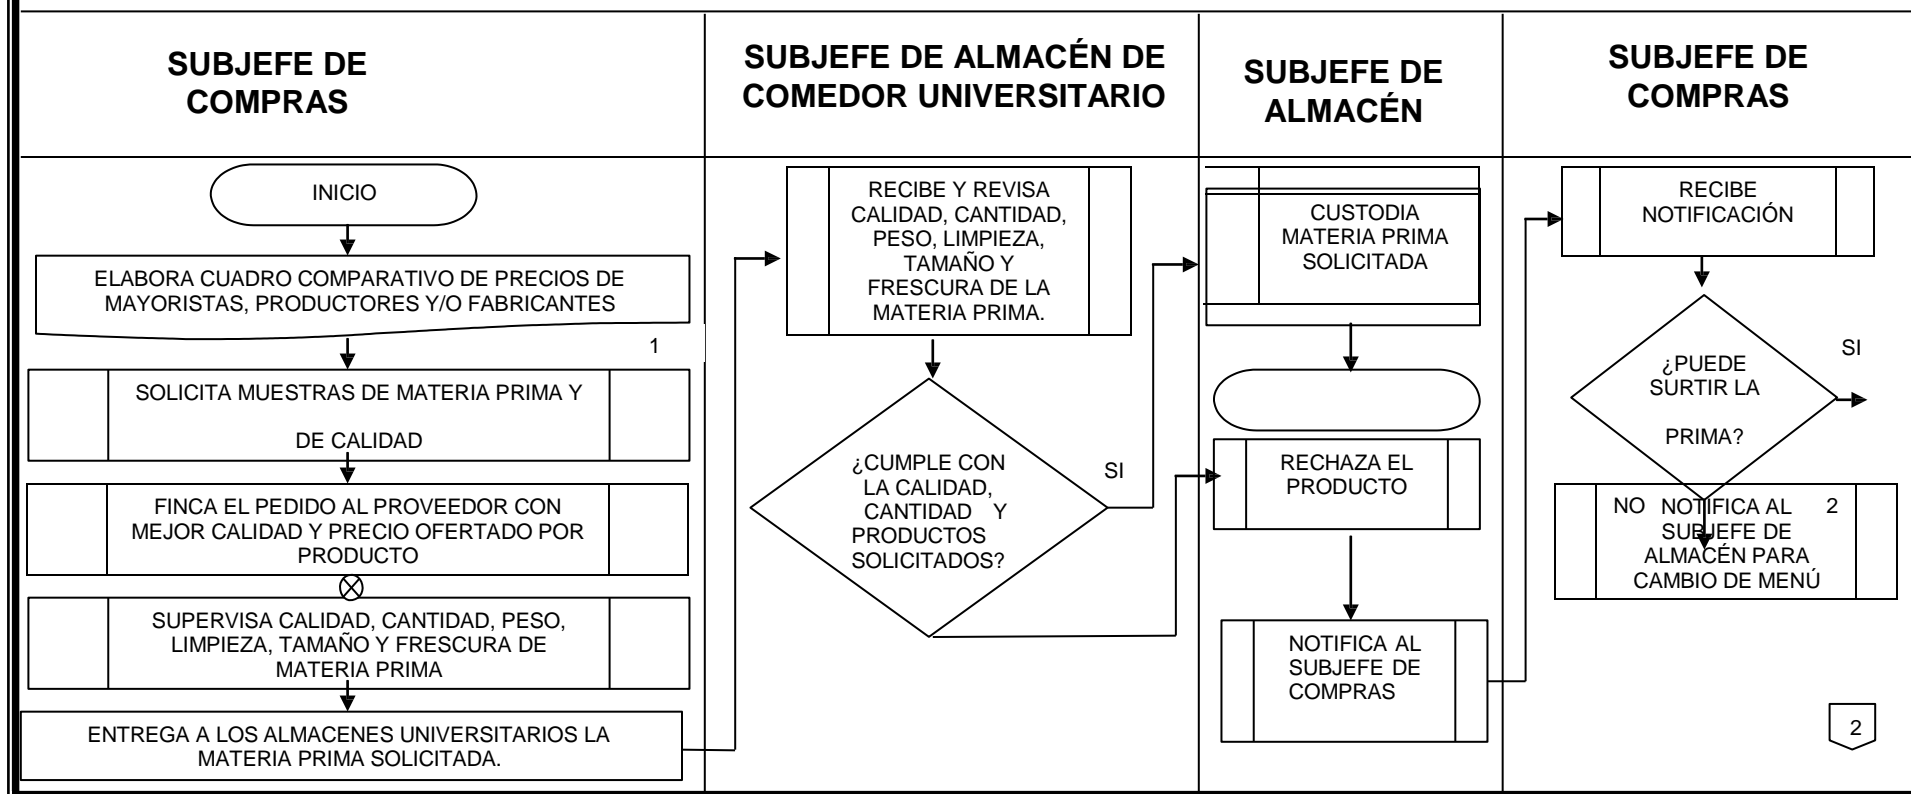 SUBJEFE DE
COMPRAS
SUBJEFE DE ALMACÉN DE
COMEDOR UNIVERSITARIO
SUBJEFE DE
ALMACÉN
SUBJEFE DE
COMPRAS
INICIO
ELABORA CUADRO COMPARATIVO DE PRECIOS DE
MAYORISTAS, PRODUCTORES Y/O FABRICANTES
1
SOLICITA MUESTRAS DE MATERIA PRIMA Y
DE CALIDAD
FINCA EL PEDIDO AL PROVEEDOR CON
MEJOR CALIDAD Y PRECIO OFERTADO POR
PRODUCTO
SUPERVISA CALIDAD, CANTIDAD, PESO,
LIMPIEZA, TAMAÑO Y FRESCURA DE
MATERIA PRIMA
ENTREGA A LOS ALMACENES UNIVERSITARIOS LA
MATERIA PRIMA SOLICITADA.
RECIBE Y REVISA
CALIDAD, CANTIDAD,
PESO, LIMPIEZA,
TAMAÑO Y
FRESCURA DE LA
MATERIA PRIMA.
¿CUMPLE CON
LA CALIDAD,
CANTIDAD Y
PRODUCTOS
SOLICITADOS?
SI
CUSTODIA
MATERIA PRIMA
SOLICITADA
RECHAZA EL
PRODUCTO
NOTIFICA AL
SUBJEFE DE
COMPRAS
RECIBE
NOTIFICACIÓN
¿PUEDE
SURTIR LA
PRIMA?
SI
NO
NOTIFICA AL
SUBJEFE DE
ALMACÉN PARA
CAMBIO DE MENÚ
2
2